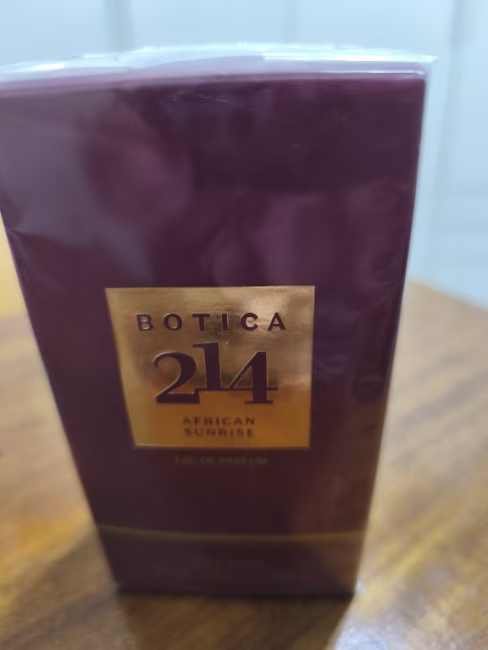 BOTICA
214
AFRICAN
SUNRISE
EAU DE PARFUM